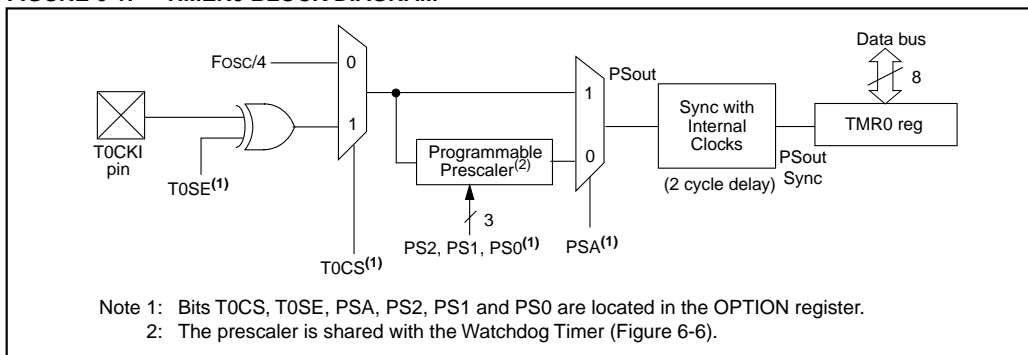 FIGURE 6-1: TIMER0 BLOCK DIAGRAM
Data bus
FOSC/4
0
PSout
8
1
1
Sync with
Internal
Clocks
TMR0 reg
T0CKI
pin
Programmable
Prescaler(2)
0
PSout
Sync
T0SE(1)
(2 cycle delay)
3
PS2, PS1, PS0(1)
PSA(1)
T0CS(1)
Note 1: Bits T0CS, T0SE, PSA, PS2, PS1 and PS0 are located in the OPTION register.
2: The prescaler is shared with the Watchdog Timer (Figure 6-6).